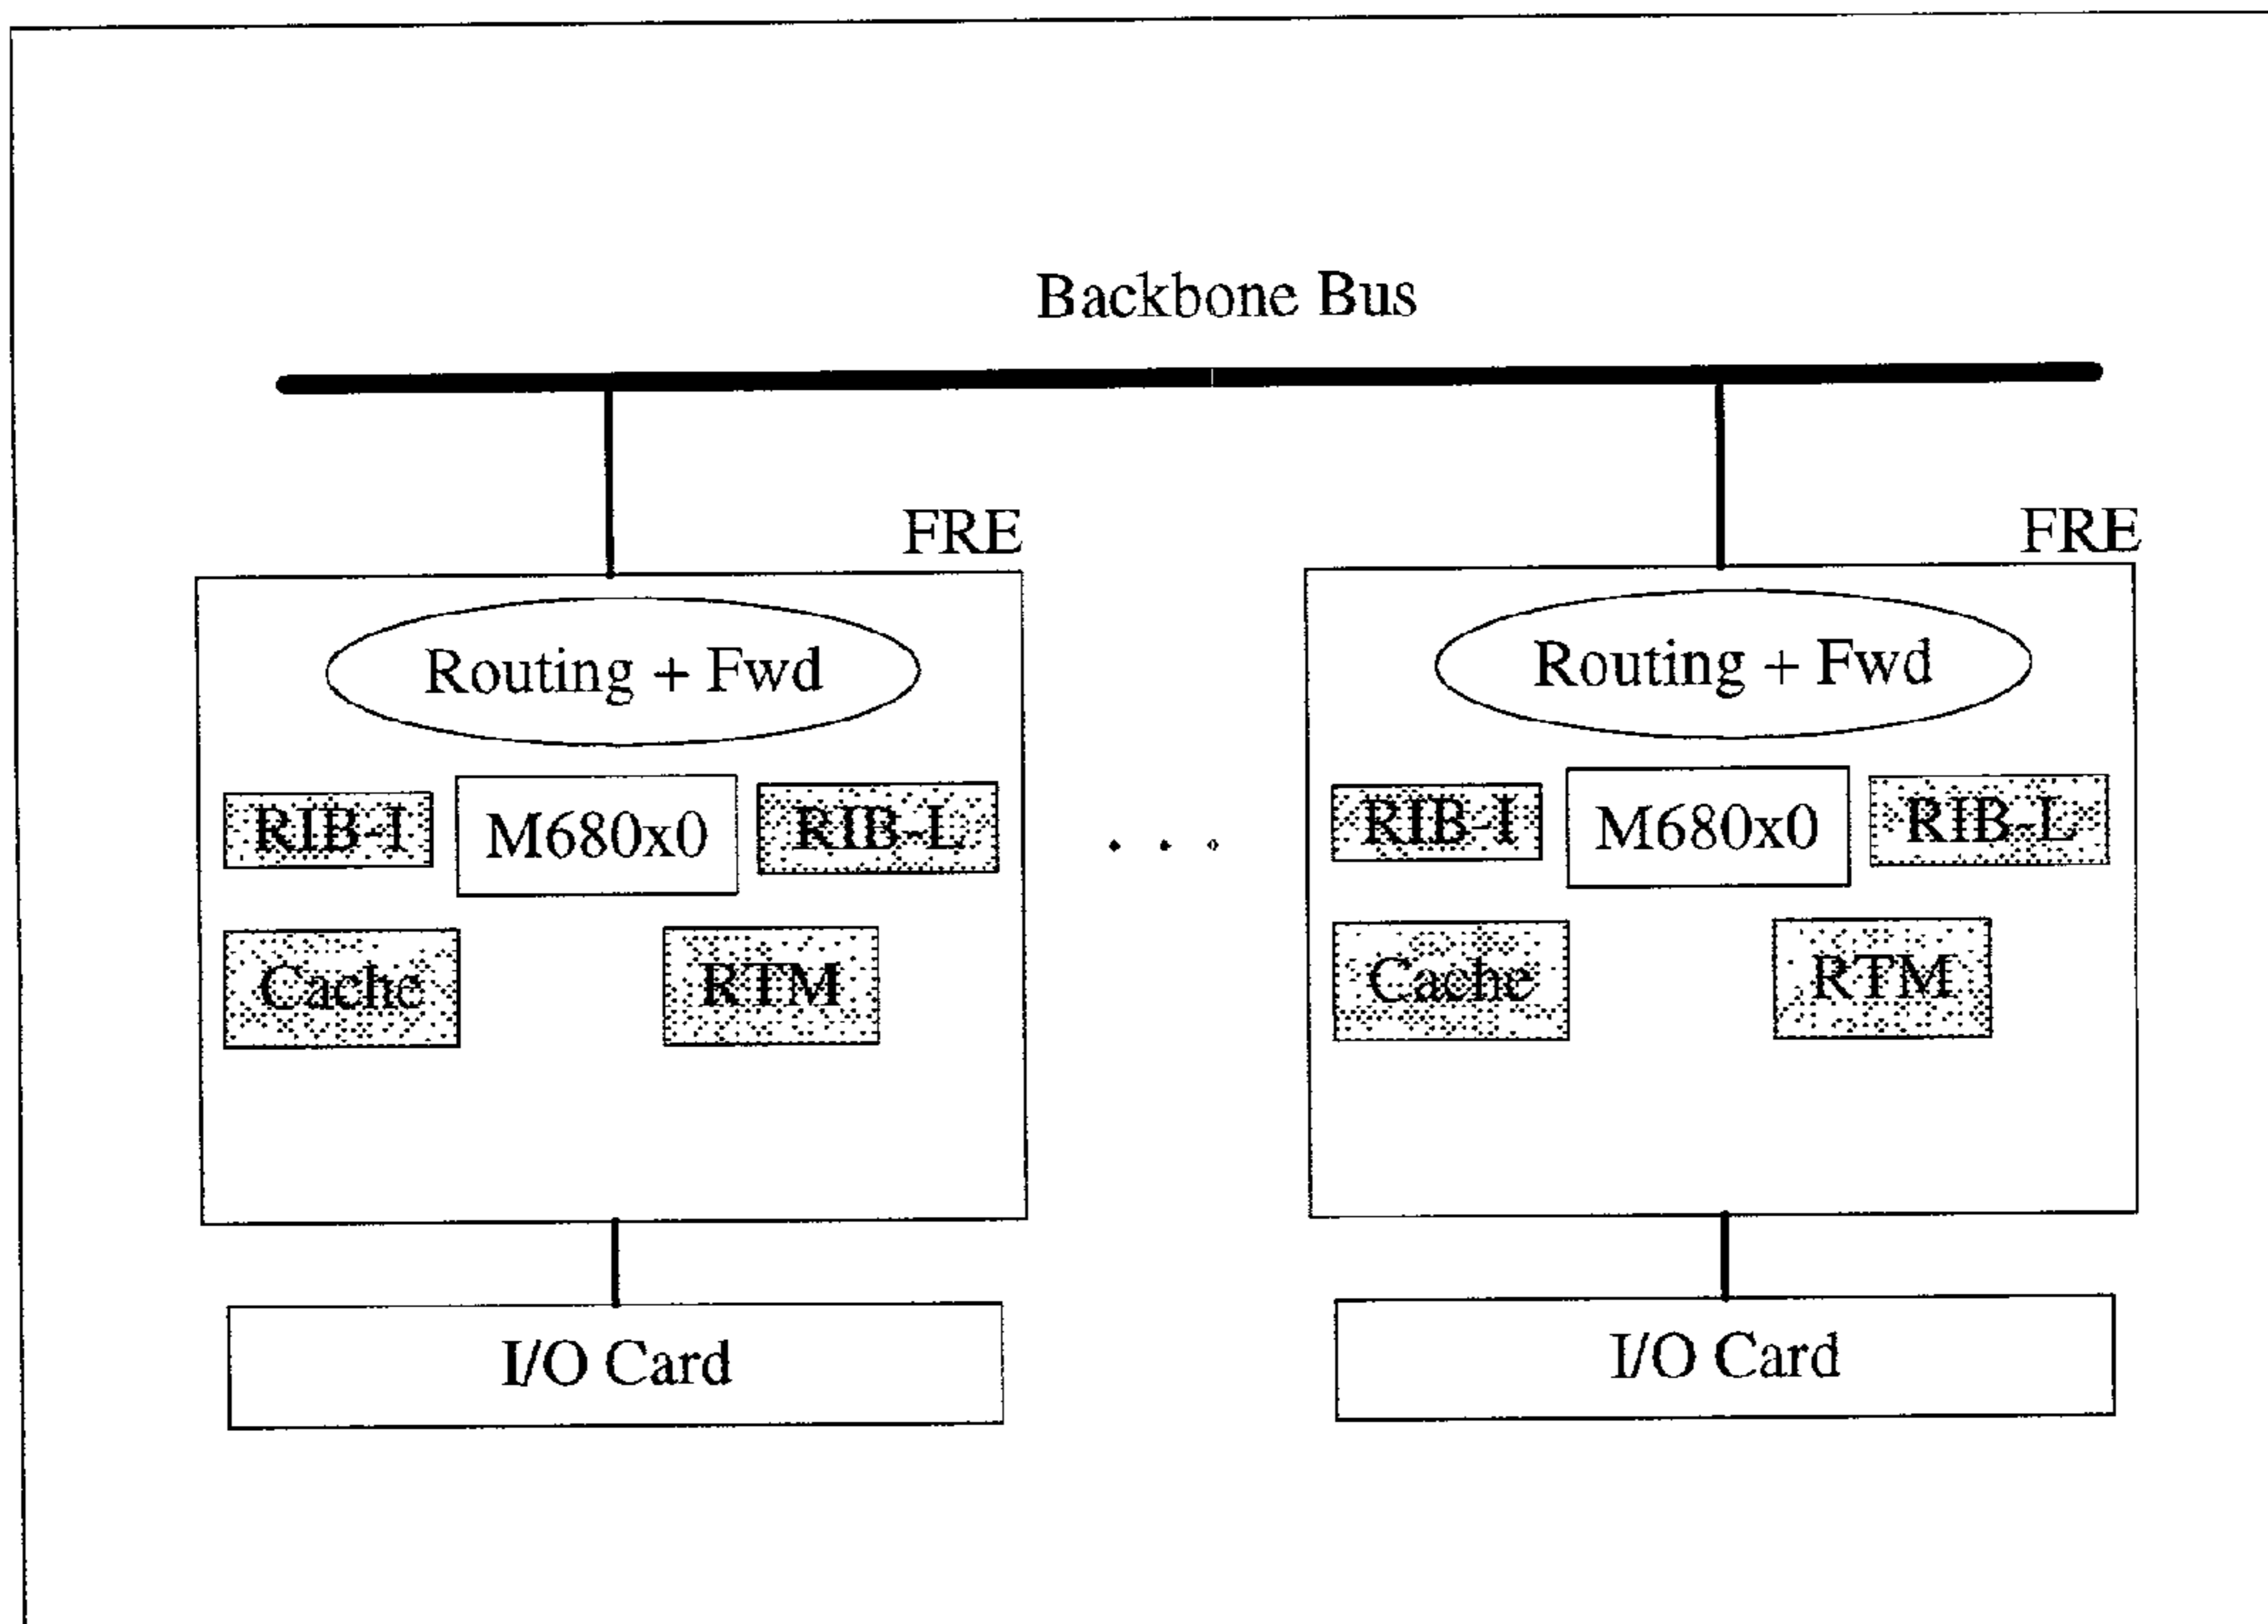 Backbone Bus
FRE
FRE
Routing + Fwd
Routing + Fwd
RIB-I
M680x0
RIB-L
. . .
RIB-I
M680x0
RIB-L
Cache
RTM
Cache
RTM
I/O Card
I/O Card